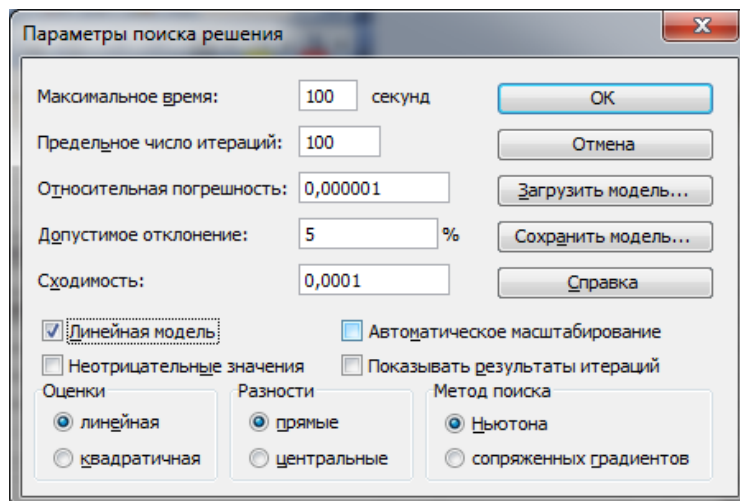 Параметры поиска решения
Максимальное время: 100 секунд OK
Предельное число итераций: 100 Отмена
Относительная погрешность: 0,000001 Загрузить модель...
Допустимое отклонение: 5 % Сохранить модель...
Сходимость: 0,0001 Справка
Линейная модель Автоматическое масштабирование
Неотрицательные значения Показывать результаты итераций
Оценки Разности Метод поиска
линейная прямые Ньютона
квадратичная центральные сопряженных градиентов